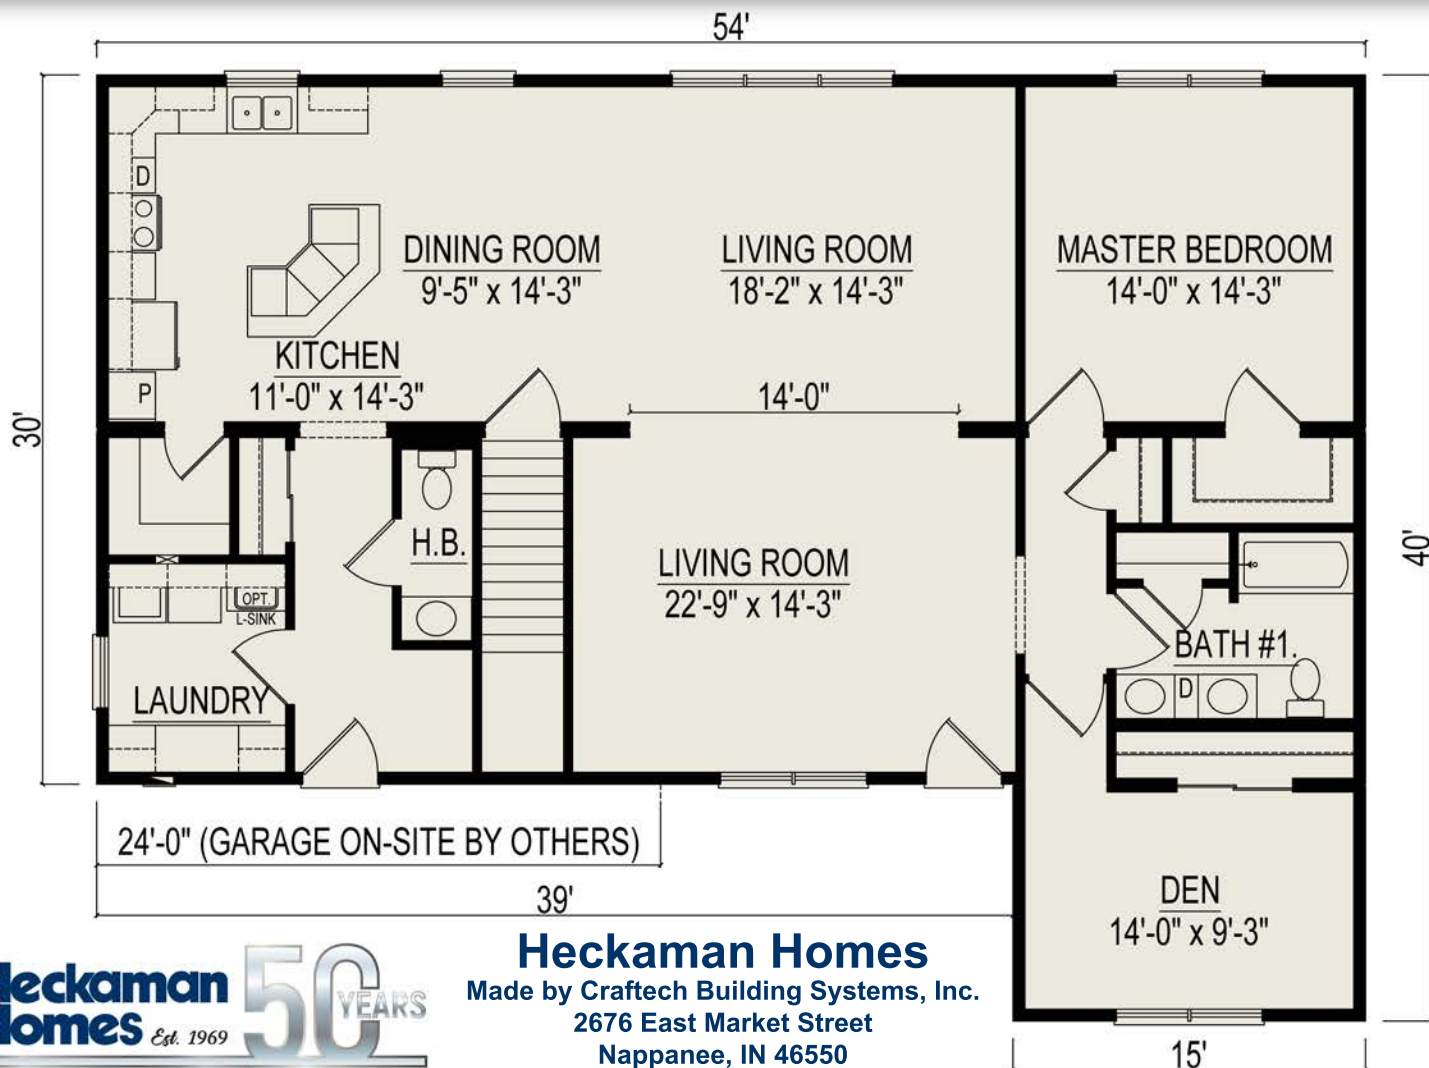 54'
30'
40'
D
DINING ROOM
9'-5" x 14'-3"
LIVING ROOM
18'-2" x 14'-3"
MASTER BEDROOM
14'-0" x 14'-3"
KITCHEN
11'-0" x 14'-3"
P
14'-0"
H.B.
LIVING ROOM
22'-9" x 14'-3"
OPT.
L-SINK
LAUNDRY
BATH #1.
D
24'-0" (GARAGE ON-SITE BY OTHERS)
39'
DEN
14'-0" x 9'-3"
15'
Heckaman
Homes Est. 1969
50 YEARS
Heckaman Homes
Made by Craftech Building Systems, Inc.
2676 East Market Street
Nappanee, IN 46550